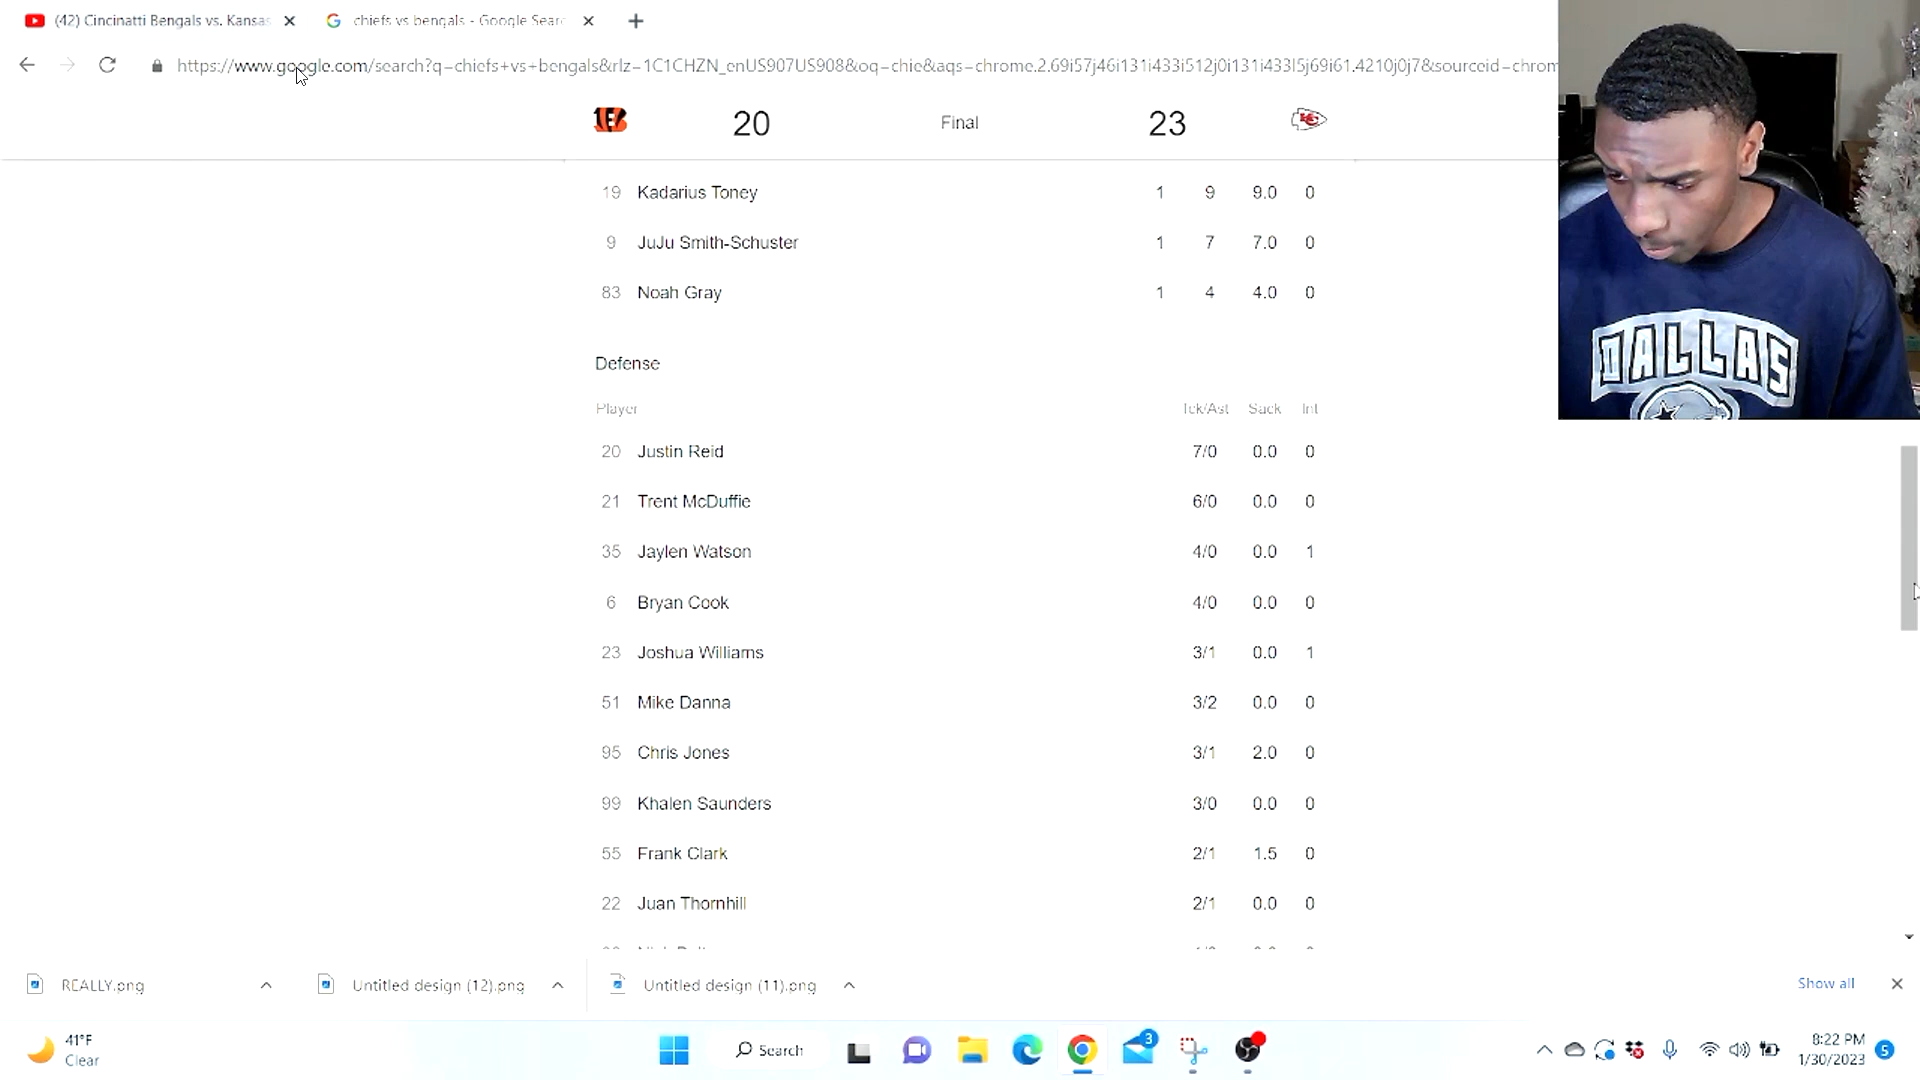 (42) Cincinatti Bengals vs. Kansas
chiefs vs bengals - Google Sear
https://www.google.com/search?q=chiefs+vs+bengals&rlz=1C1CHZN_enUS907US908&oq=chie&aqs=chrome.2.69i57j46i131i433i512j0i131i433l5j69i61.4210j0j7&sourceid=chrom
20 Final 23
19 Kadarius Toney 1 9 9.0 0
9 JuJu Smith-Schuster 1 7 7.0 0
83 Noah Gray 1 4 4.0 0
Defense
Player Tck/Ast Sack Int
20 Justin Reid 7/0 0.0 0
21 Trent McDuffie 6/0 0.0 0
35 Jaylen Watson 4/0 0.0 1
6 Bryan Cook 4/0 0.0 0
23 Joshua Williams 3/1 0.0 1
51 Mike Danna 3/2 0.0 0
95 Chris Jones 3/1 2.0 0
99 Khalen Saunders 3/0 0.0 0
55 Frank Clark 2/1 1.5 0
22 Juan Thornhill 2/1 0.0 0
DALLAS
REALLY.png
Untitled design (12).png
Untitled design (11).png
Show all
41°F
Clear
Search
3
8:22 PM
1/30/2023
5